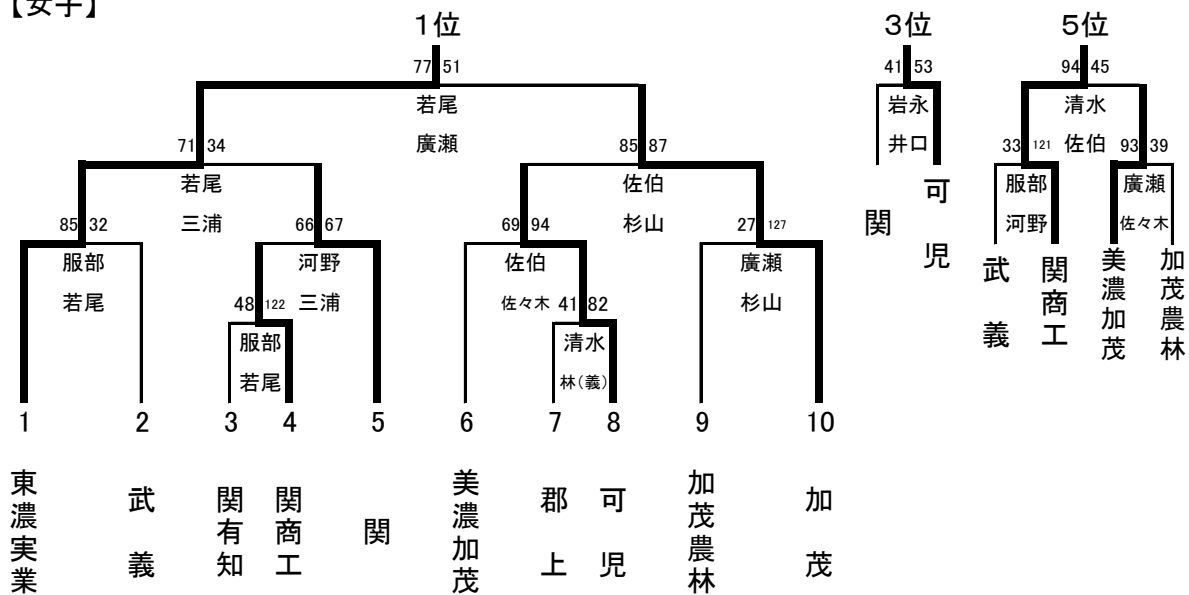 【女子】
1位
3位
5位
77 51
41 53
94 45
若尾
廣瀬
岩永
井口
清水
佐伯
71 34
85 87
33 121
93 39
若尾
三浦
佐伯
杉山
服部
河野
廣瀬
佐々木
関
可児
武義
関商工
美濃加茂
加茂農林
85 32
66 67
69 94
27 127
服部
若尾
河野
三浦
佐伯
佐々木
廣瀬
杉山
48 122
41 82
服部
若尾
清水
林(義)
1 2 3 4 5 6 7 8 9 10
東濃実業
武義
関有知
関商工
関
美濃加茂
郡上
可児
加茂農林
加茂